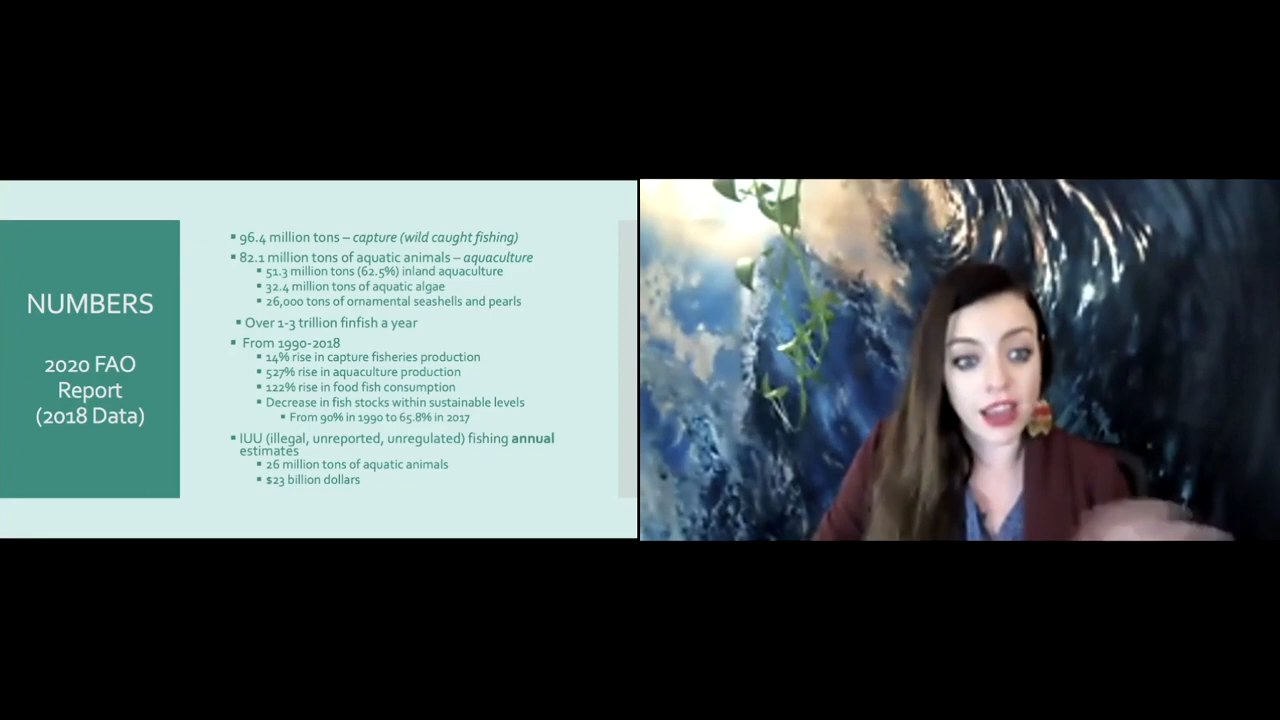 NUMBERS
2020 FAO
Report
(2018 Data)
▪ 96.4 million tons – capture (wild caught fishing)
▪ 82.1 million tons of aquatic animals – aquaculture
▪ 51.3 million tons (62.5%) inland aquaculture
▪ 32.4 million tons of aquatic algae
▪ 26,000 tons of ornamental seashells and pearls
▪ Over 1-3 trillion finfish a year
▪ From 1990-2018
▪ 14% rise in capture fisheries production
▪ 527% rise in aquaculture production
▪ 122% rise in food fish consumption
▪ Decrease in fish stocks within sustainable levels
▪ From 90% in 1990 to 65.8% in 2017
▪ IUU (illegal, unreported, unregulated) fishing annual
estimates
▪ 26 million tons of aquatic animals
▪ $23 billion dollars